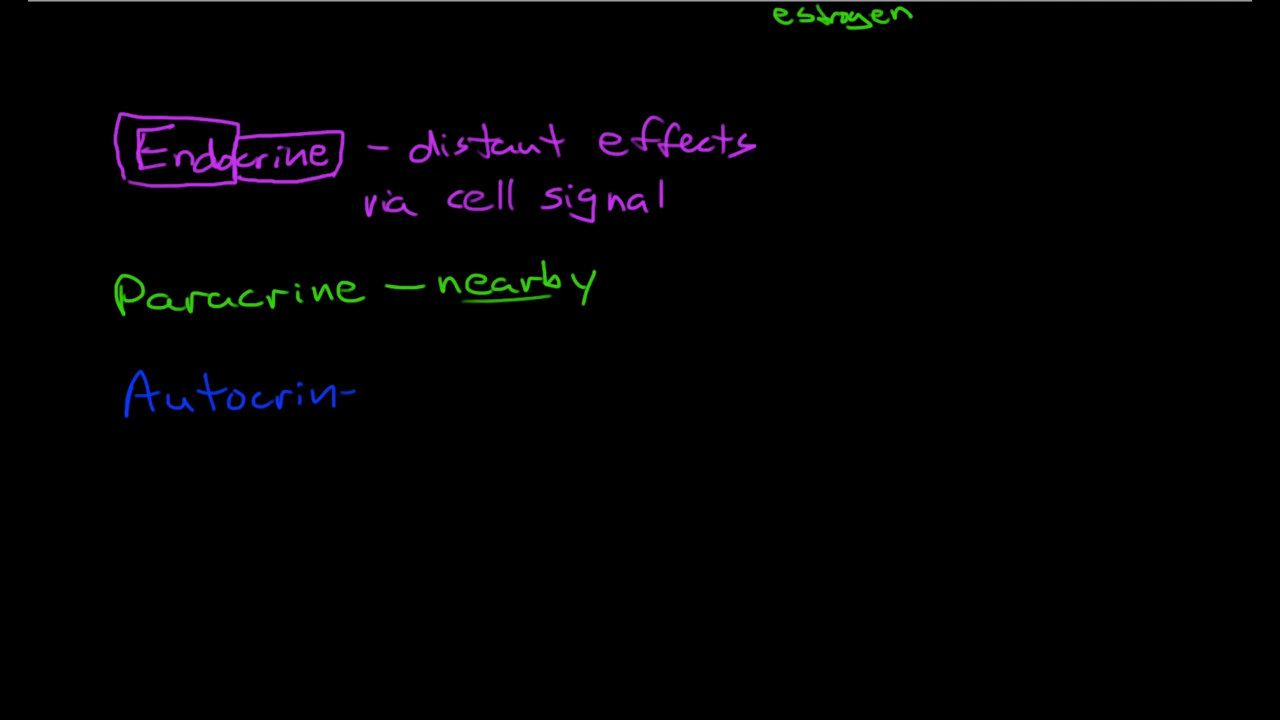 estrogen
Endocrine - distant effects
via cell signal
Paracrine - nearby
Autocrin-